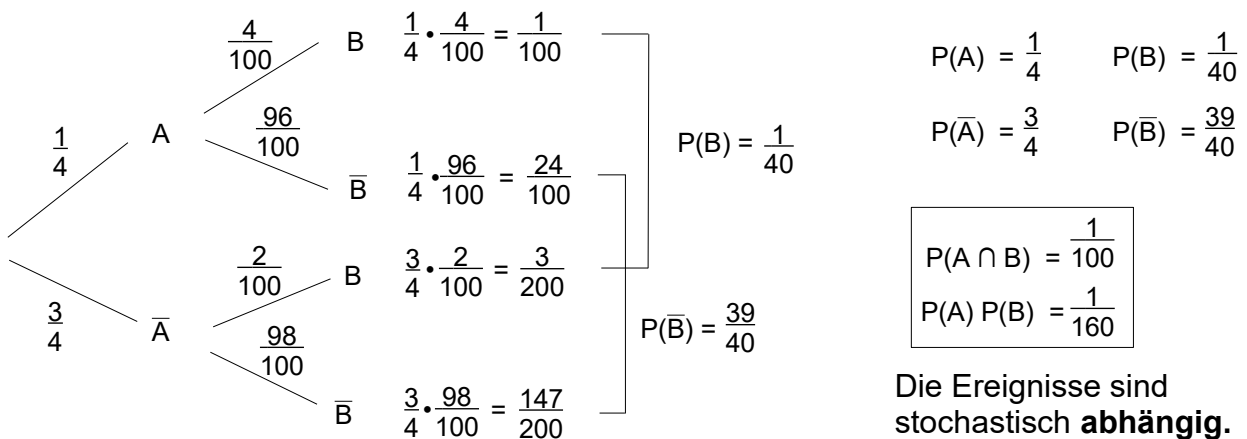 4/100 B 1/4 • 4/100 = 1/100
1/4 A 96/100
B̅ 1/4 • 96/100 = 24/100
P(B) = 1/40
3/4 A̅ 2/100 B 3/4 • 2/100 = 3/200
98/100
B̅ 3/4 • 98/100 = 147/200
P(B̅) = 39/40
P(A) = 1/4 P(B) = 1/40
P(A̅) = 3/4 P(B̅) = 39/40
P(A ∩ B) = 1/100
P(A) P(B) = 1/160
Die Ereignisse sind
stochastisch abhängig.